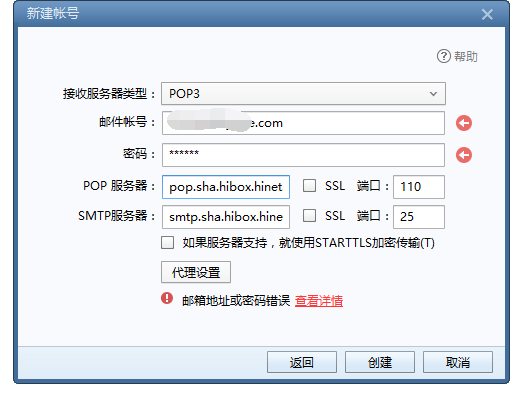 新建帐号
帮助
接收服务器类型： POP3
邮件帐号： e.com
密码： ******
POP 服务器： pop.sha.hibox.hinet SSL 端口： 110
SMTP服务器： smtp.sha.hibox.hine SSL 端口： 25
如果服务器支持，就使用STARTTLS加密传输(T)
代理设置
邮箱地址或密码错误 查看详情
返回 创建 取消